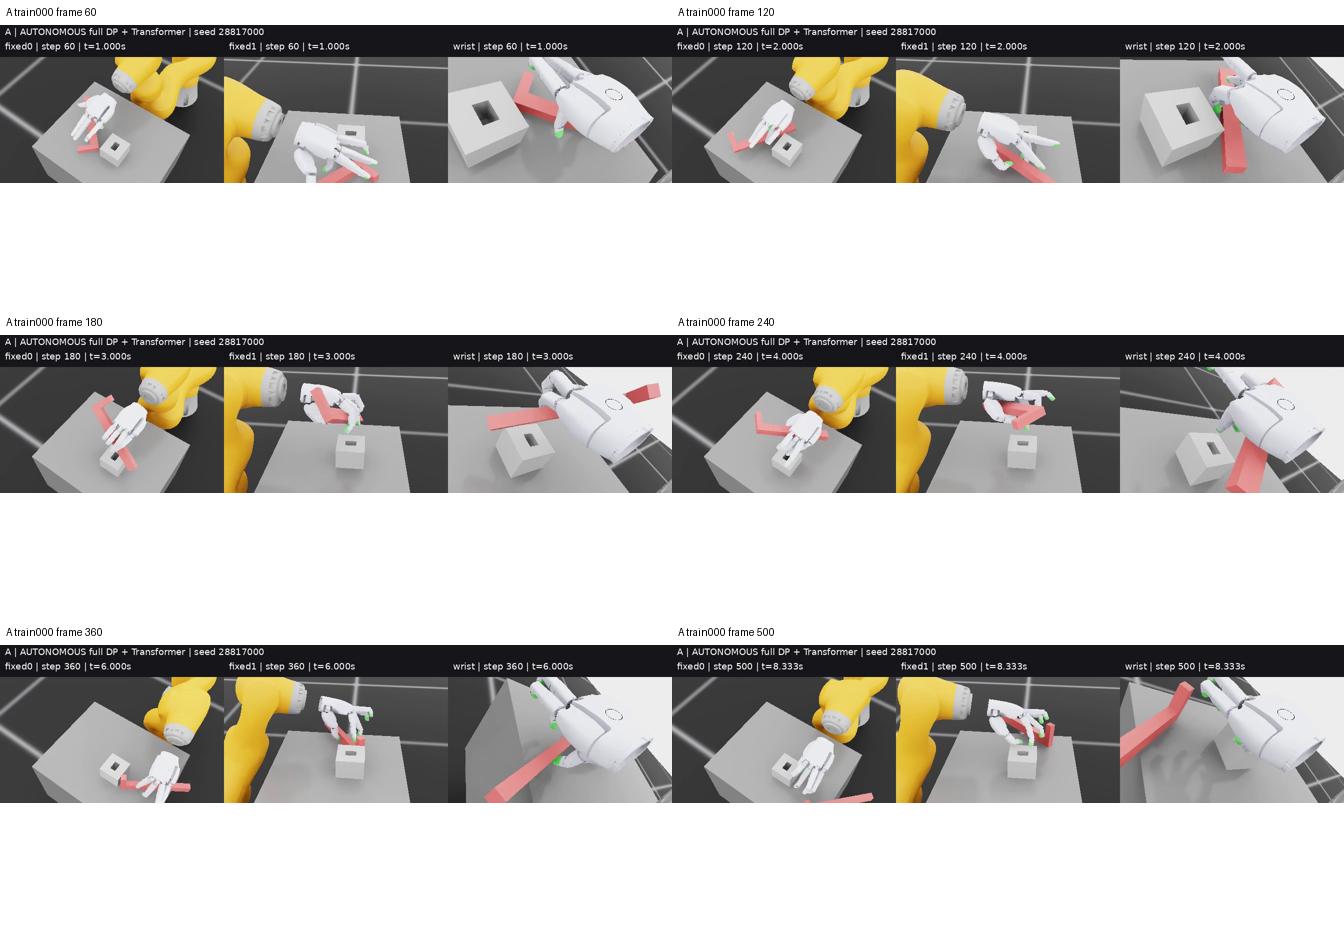 A train000 frame 60
A | AUTONOMOUS full DP + Transformer | seed 28817000
fixed0 | step 60 | t=1.000s
fixed1 | step 60 | t=1.000s
wrist | step 60 | t=1.000s
A train000 frame 120
A | AUTONOMOUS full DP + Transformer | seed 28817000
fixed0 | step 120 | t=2.000s
fixed1 | step 120 | t=2.000s
wrist | step 120 | t=2.000s
A train000 frame 180
A | AUTONOMOUS full DP + Transformer | seed 28817000
fixed0 | step 180 | t=3.000s
fixed1 | step 180 | t=3.000s
wrist | step 180 | t=3.000s
A train000 frame 240
A | AUTONOMOUS full DP + Transformer | seed 28817000
fixed0 | step 240 | t=4.000s
fixed1 | step 240 | t=4.000s
wrist | step 240 | t=4.000s
A train000 frame 360
A | AUTONOMOUS full DP + Transformer | seed 28817000
fixed0 | step 360 | t=6.000s
fixed1 | step 360 | t=6.000s
wrist | step 360 | t=6.000s
A train000 frame 500
A | AUTONOMOUS full DP + Transformer | seed 28817000
fixed0 | step 500 | t=8.333s
fixed1 | step 500 | t=8.333s
wrist | step 500 | t=8.333s